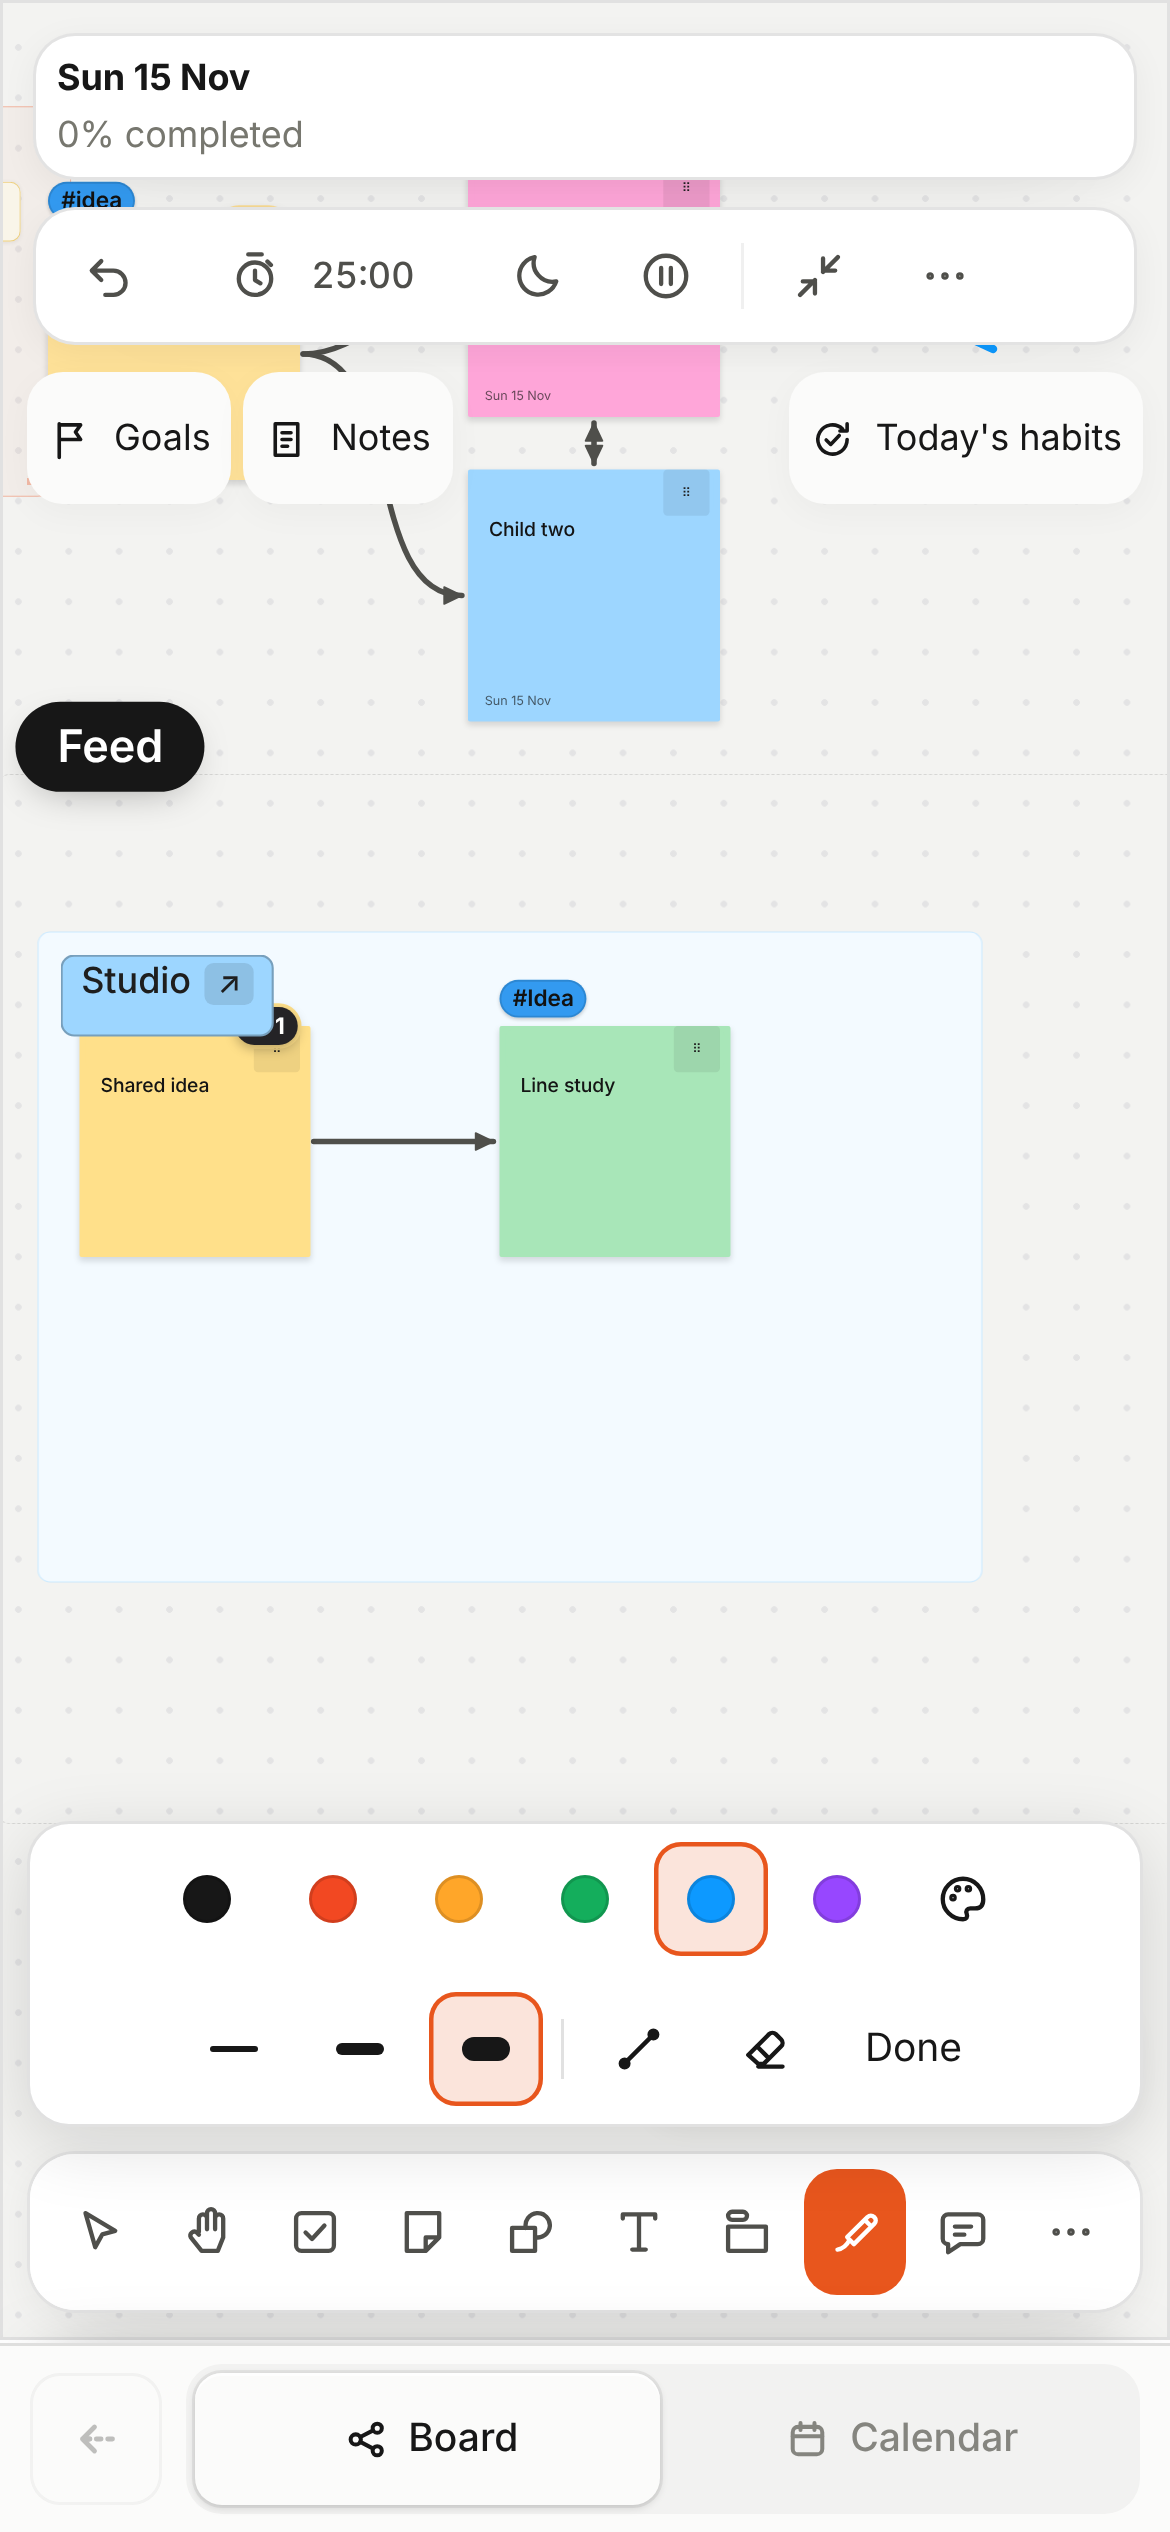 Sun 15 Nov
0% completed
#idea
25:00
Sun 15 Nov
Goals
Notes
Today's habits
Child two
Sun 15 Nov
Feed
Studio
#Idea
1
Shared idea
Line study
Done
Board
Calendar